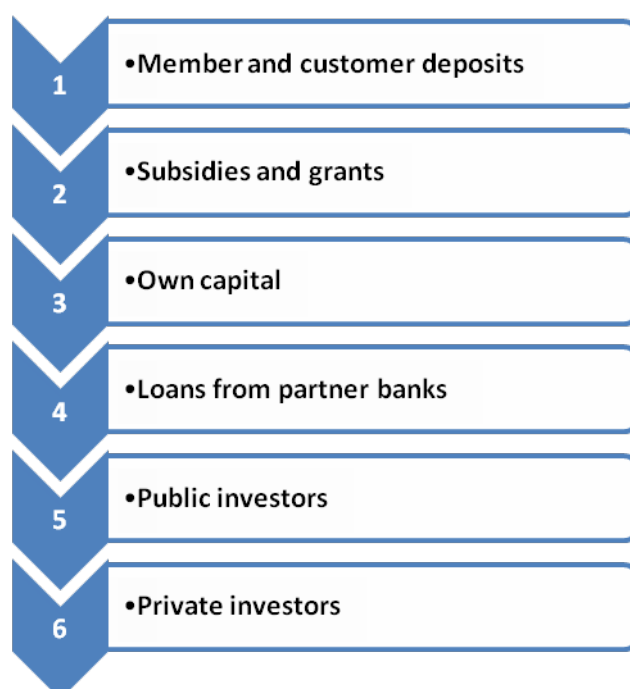 1
•Member and customer deposits
2
•Subsidies and grants
3
•Own capital
4
•Loans from partner banks
5
•Public investors
6
•Private investors